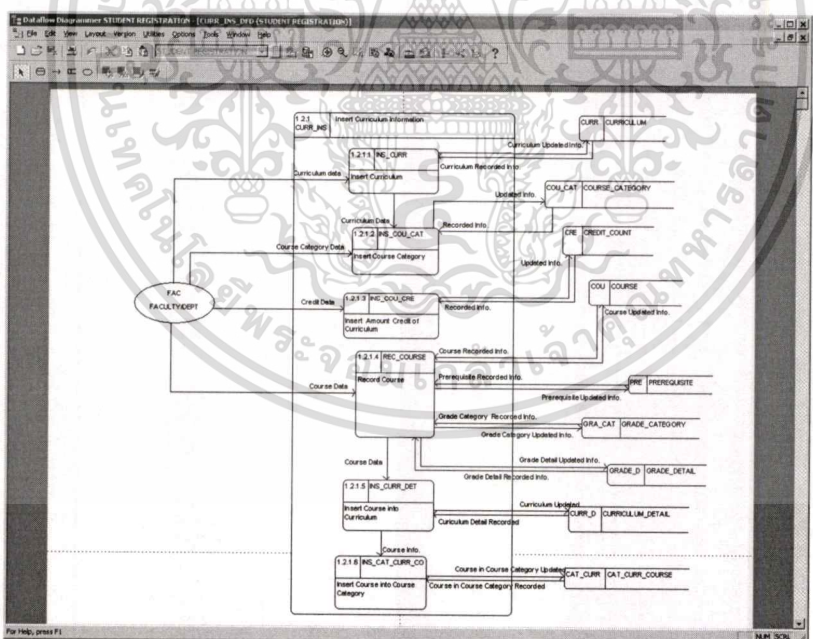 Dataflow Diagrammer STUDENT REGISTRATION - [CURR_INS_DFD (STUDENT REGISTRATION)]
File Edit View Layout Version Utilities Options Tools Window Help
1.2.1 CURR_INS
Insert Curriculum Information
CURR CURRICULUM
Curriculum Updated Info.
1.2.1.1 INS_CURR
Curriculum Recorded Info.
Curriculum data
Insert Curriculum
Updated Info.
COU_CAT COURSE_CATEGORY
Curriculum Data
Recorded Info.
1.2.1.2 INS_COU_CAT
CRE CREDIT_COUNT
Course Category Data
Insert Course Category
Updated Info.
FAC
FACULTY/DEPT
COU COURSE
Credit Data
1.2.1.3 INS_COU_CRE
Recorded Info.
Course Updated Info.
Insert Amount Credit of
Curriculum
Course Recorded Info.
1.2.1.4 REC_COURSE
Record Course
Prerequisite Recorded Info.
PRE PREREQUISITE
Course Data
Prerequisite Updated Info.
Grade Category Recorded Info.
GRA_CAT GRADE_CATEGORY
Grade Category Updated Info.
Course Data
Grade Detail Updated Info.
GRADE_D GRADE_DETAIL
Grade Detail Recorded Info.
1.2.1.5 INS_CURR_DET
Insert Course into
Curriculum
Curriculum Updated
CURR_D CURRICULUM_DETAIL
Curiculum Detail Recorded
Course Info.
1.2.1.6 INS_CAT_CURR_CO
Course in Course Category Updated
CAT_CURR CAT_CURR_COURSE
Insert Course into Course
Category
Course in Course Category Recorded
For Help, press F1
NUM SCRL